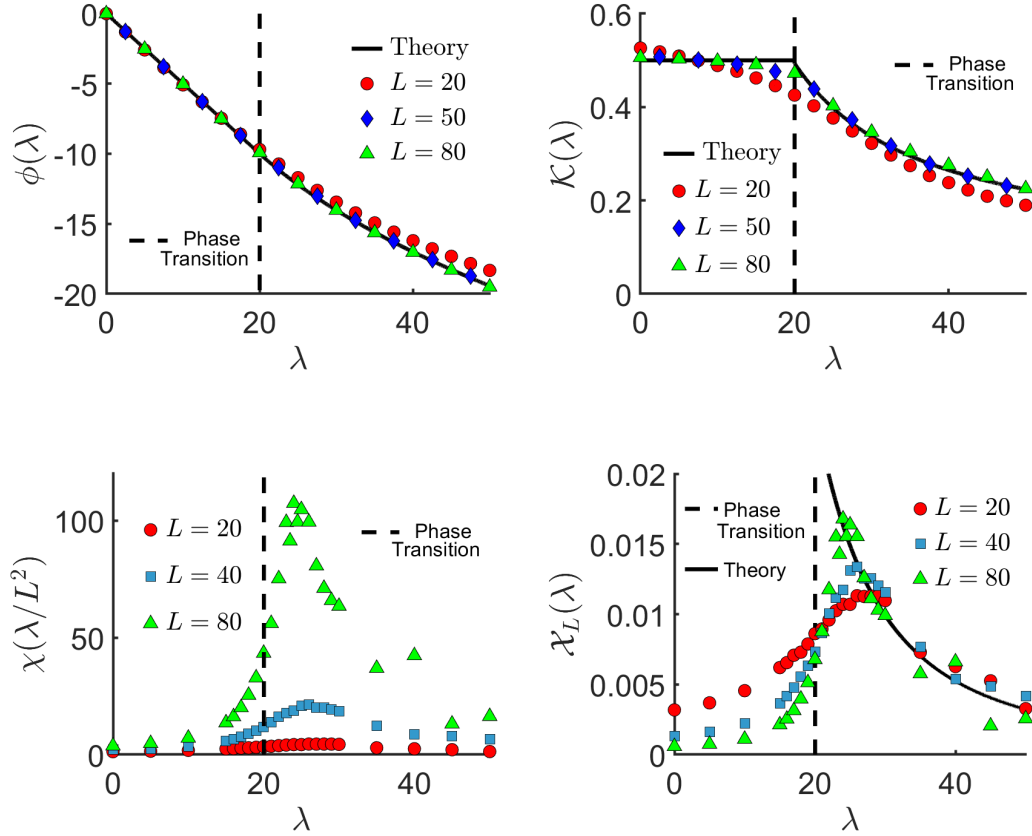 0
-5
-10
-15
-20
0
20
40
λ
ϕ(λ)
Theory
L = 20
L = 50
L = 80
Phase
Transition
0.6
0.4
0.2
0
0
20
40
λ
𝒦(λ)
Phase
Transition
Theory
L = 20
L = 50
L = 80
100
50
0
0
20
40
λ
χ(λ/L²)
L = 20
L = 40
L = 80
Phase
Transition
0.02
0.015
0.01
0.005
0
0
20
40
λ
𝒳_L(λ)
Phase
Transition
Theory
L = 20
L = 40
L = 80